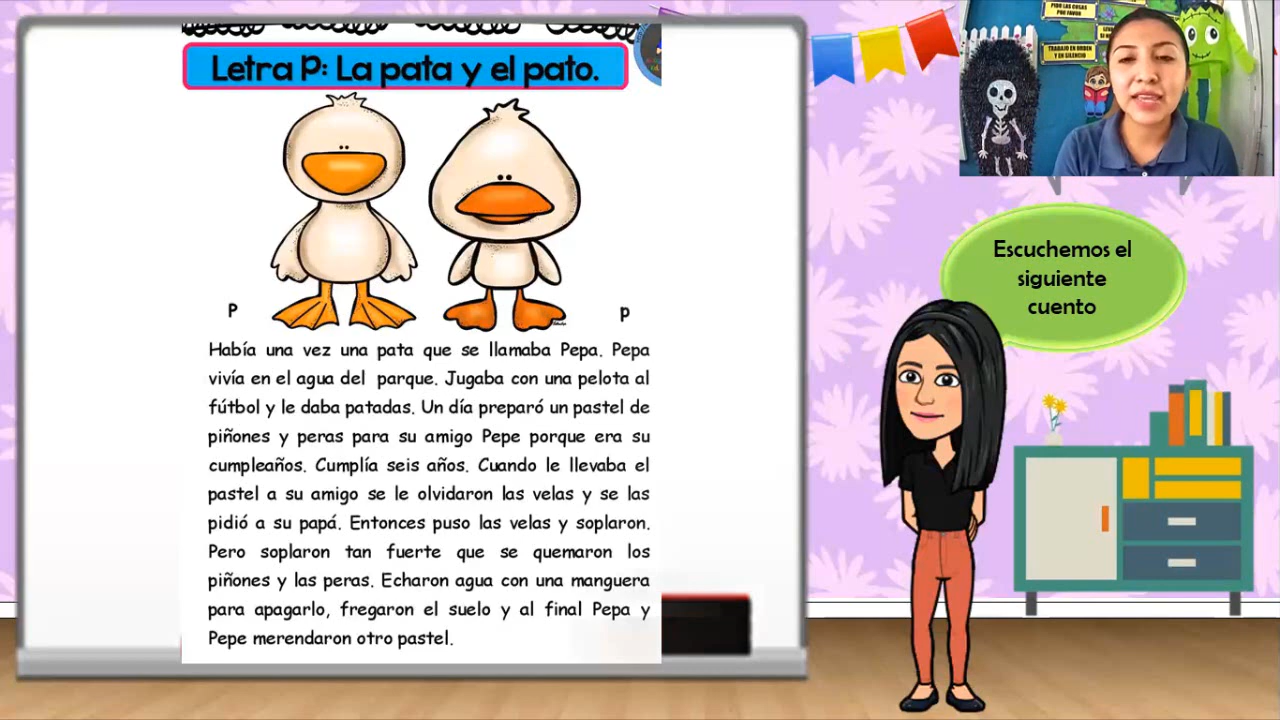 Letra P: La pata y el pato.
P
p
Había una vez una pata que se llamaba Pepa. Pepa
vivía en el agua del parque. Jugaba con una pelota al
fútbol y le daba patadas. Un día preparó un pastel de
piñones y peras para su amigo Pepe porque era su
cumpleaños. Cumplía seis años. Cuando le llevaba el
pastel a su amigo se le olvidaron las velas y se las
pidió a su papá. Entonces puso las velas y soplaron.
Pero soplaron tan fuerte que se quemaron los
piñones y las peras. Echaron agua con una manguera
para apagarlo, fregaron el suelo y al final Pepa y
Pepe merendaron otro pastel.
PIDO LAS COSAS
POR FAVOR
TRABAJO EN ORDEN
Y EN SILENCIO
Escuchemos el
siguiente
cuento